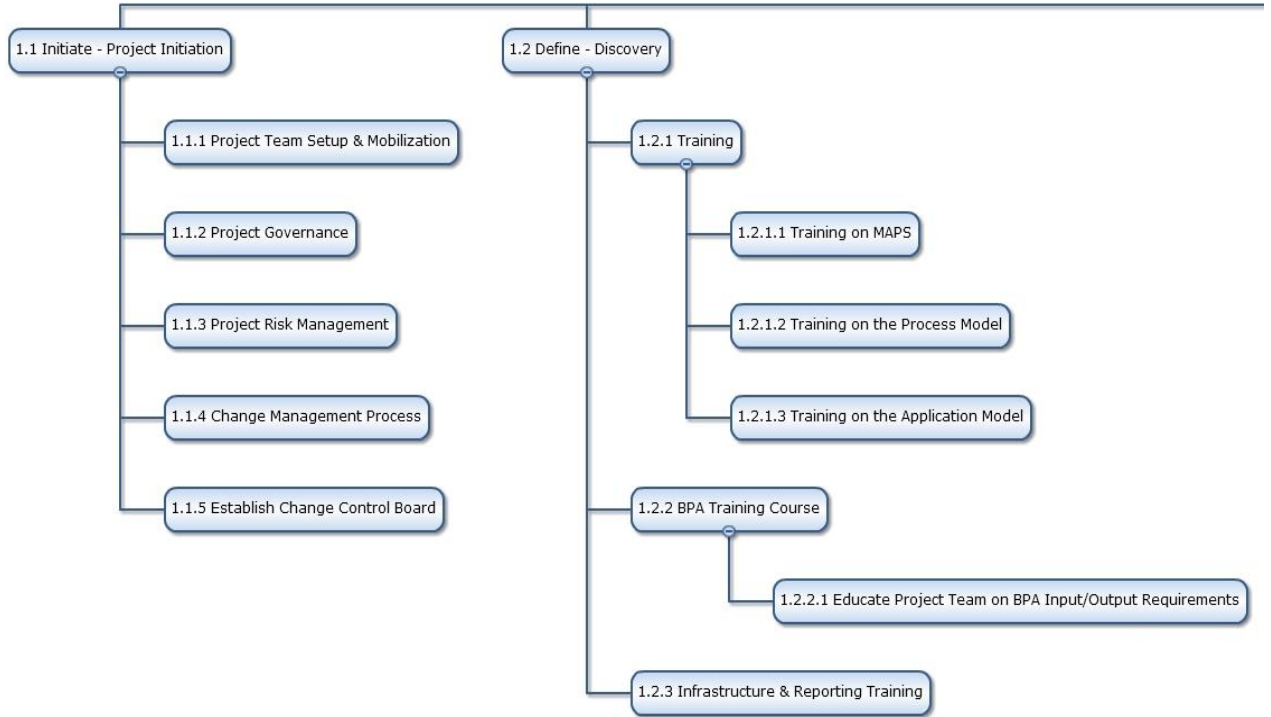 1.1 Initiate - Project Initiation
1.1.1 Project Team Setup & Mobilization
1.1.2 Project Governance
1.1.3 Project Risk Management
1.1.4 Change Management Process
1.1.5 Establish Change Control Board
1.2 Define - Discovery
1.2.1 Training
1.2.1.1 Training on MAPS
1.2.1.2 Training on the Process Model
1.2.1.3 Training on the Application Model
1.2.2 BPA Training Course
1.2.2.1 Educate Project Team on BPA Input/Output Requirements
1.2.3 Infrastructure & Reporting Training